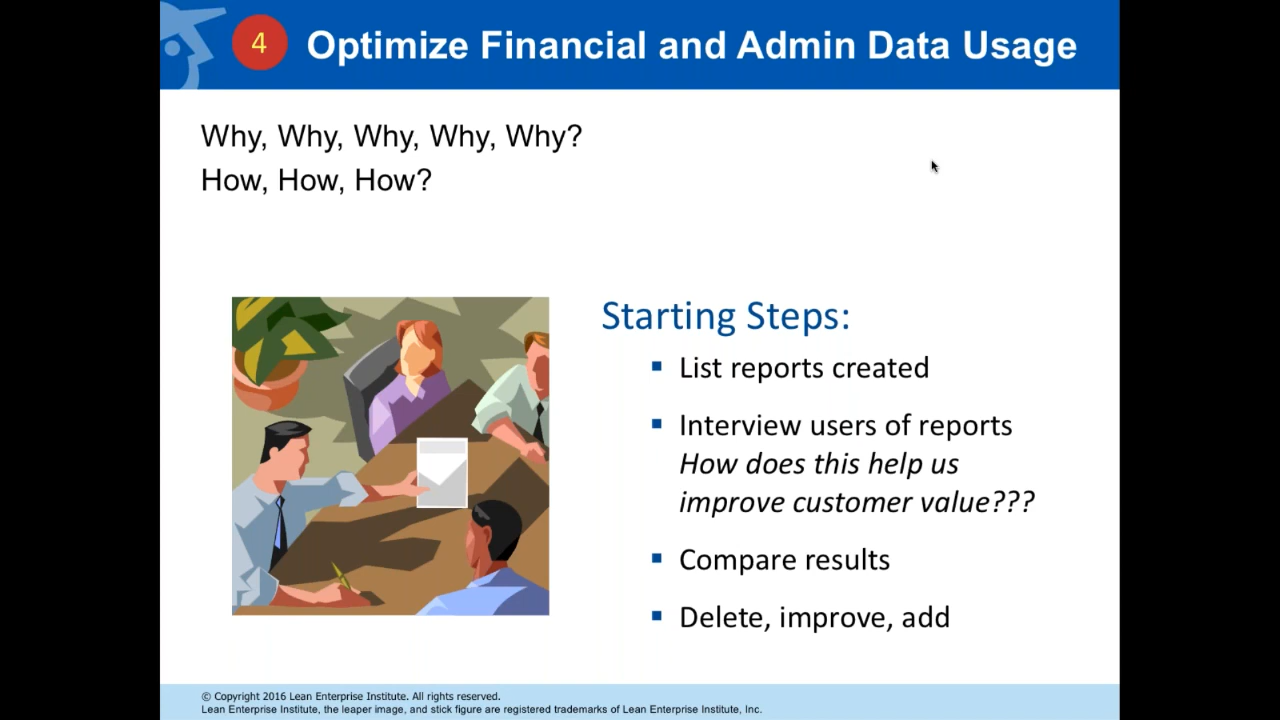 4
Optimize Financial and Admin Data Usage
Why, Why, Why, Why, Why?
How, How, How?
Starting Steps:
▪ List reports created
▪ Interview users of reports
How does this help us
improve customer value???
▪ Compare results
▪ Delete, improve, add
© Copyright 2016 Lean Enterprise Institute. All rights reserved.
Lean Enterprise Institute, the leaper image, and stick figure are registered trademarks of Lean Enterprise Institute, Inc.